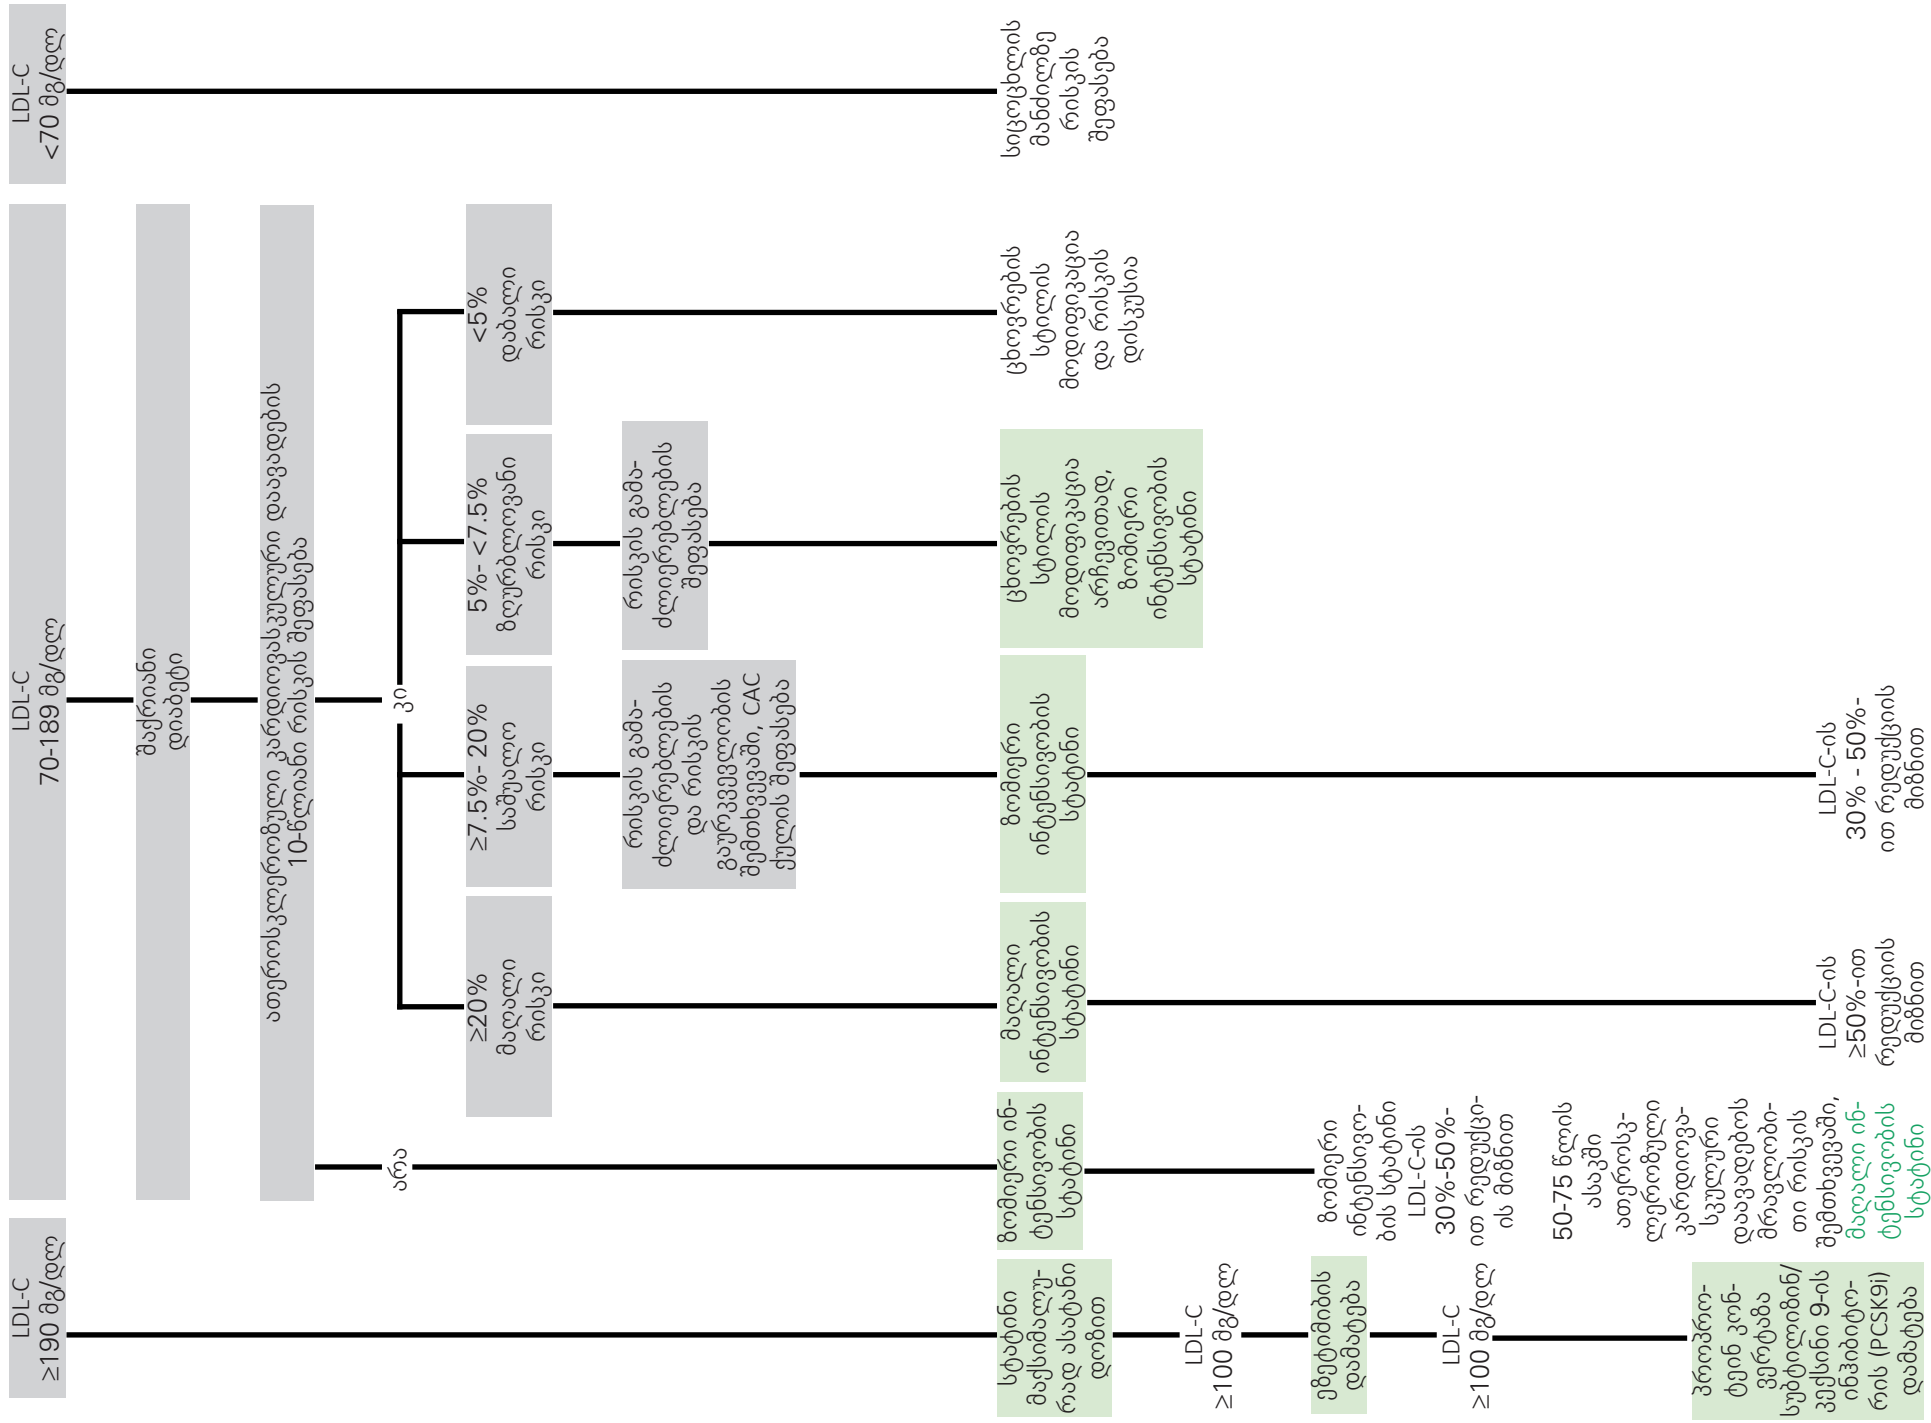 LDL-C
≥190 მგ/დლ
LDL-C
70-189 მგ/დლ
LDL-C
<70 მგ/დლ
შაქრიანი
დიაბეტი
ათეროსკლეროზული კარდიოვასკულური დაავადების
10-წლიანი რისკის შეფასება
არა
კი
≥20%
მაღალი
რისკი
≥7.5%- 20%
საშუალო
რისკი
5%- <7.5%
ზღურბლოვანი
რისკი
<5%
დაბალი
რისკი
რისკის გამა-
ძლიერებლების
და რისკის
გაურკვევლობის
შემთხვევაში, CAC
ქულის შეფასება
რისკის გამა-
ძლიერებლების
შეფასება
სტატინი
მაქსიმალუ-
რად ასატანი
დოზით
ზომიერი ინ-
ტენსივობის
სტატინი
მაღალი
ინტენსივობის
სტატინი
ზომიერი
ინტენსივობის
სტატინი
ცხოვრების
სტილის
მოდიფიკაცია
არჩევითად,
ზომიერი
ინტენსივობის
სტატინი
ცხოვრების
სტილის
მოდიფიკაცია
და რისკის
დისკუსია
სიცოცხლის
მანძილზე
რისკის
შეფასება
LDL-C
≥100 მგ/დლ
ეზეტიმიბის
დამატება
LDL-C
≥100 მგ/დლ
პროპრო-
ტეინ კონ-
ვერტაზა
სუბტილიზინ/
კექსინი 9-ის
ინჰიბიტო-
რის (PCSK9i)
დამატება
ზომიერი
ინტენსივო-
ბის სტატინი
LDL-C-ის
30%-50%-
ით რედუქცი-
ის მიზნით
50-75 წლის
ასაკში
ათეროსკ-
ლეროზული
კარდიოვა-
სკულური
დაავადების
მრავლობი-
თი რისკის
შემთხვევაში,
მაღალი ინ-
ტენსივობის
სტატინი
LDL-C-ის
≥50%-ით
რედუქციის
მიზნით
LDL-C-ის
30% - 50%-
ით რედუქციის
მიზნით